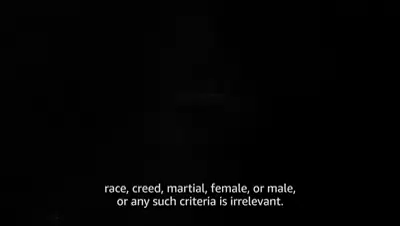 race, creed, martial, female, or male,
or any such criteria is irrelevant.